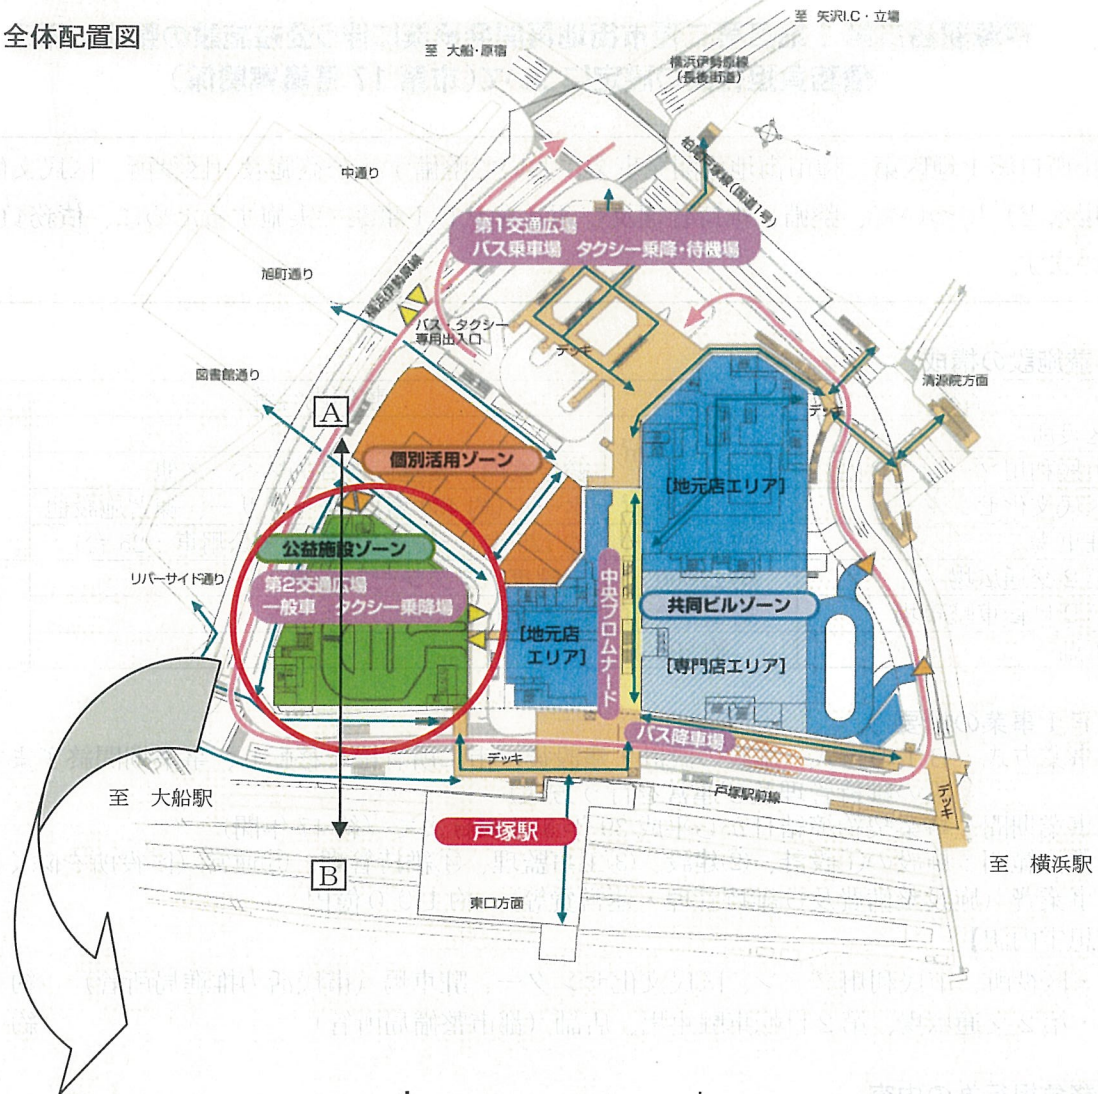 全体配置図
至 矢沢I.C・立場
至 大船・原宿
横浜伊勢原線
(長後街道)
柏尾戸塚線(国道1号)
中通り
第1交通広場
バス乗車場 タクシー乗降・待機場
旭町通り
横浜伊勢原線
バス・タクシー
専用出入口
デッキ
図書館通り
清源院方面
デッキ
A
個別活用ゾーン
[地元店エリア]
公益施設ゾーン
リバーサイド通り
第2交通広場
一般車 タクシー乗降場
中央プロムナード
共同ビルゾーン
[地元店
エリア]
[専門店エリア]
バス降車場
デッキ
至 大船駅
戸塚駅前線
デッキ
戸塚駅
至 横浜駅
B
東口方面